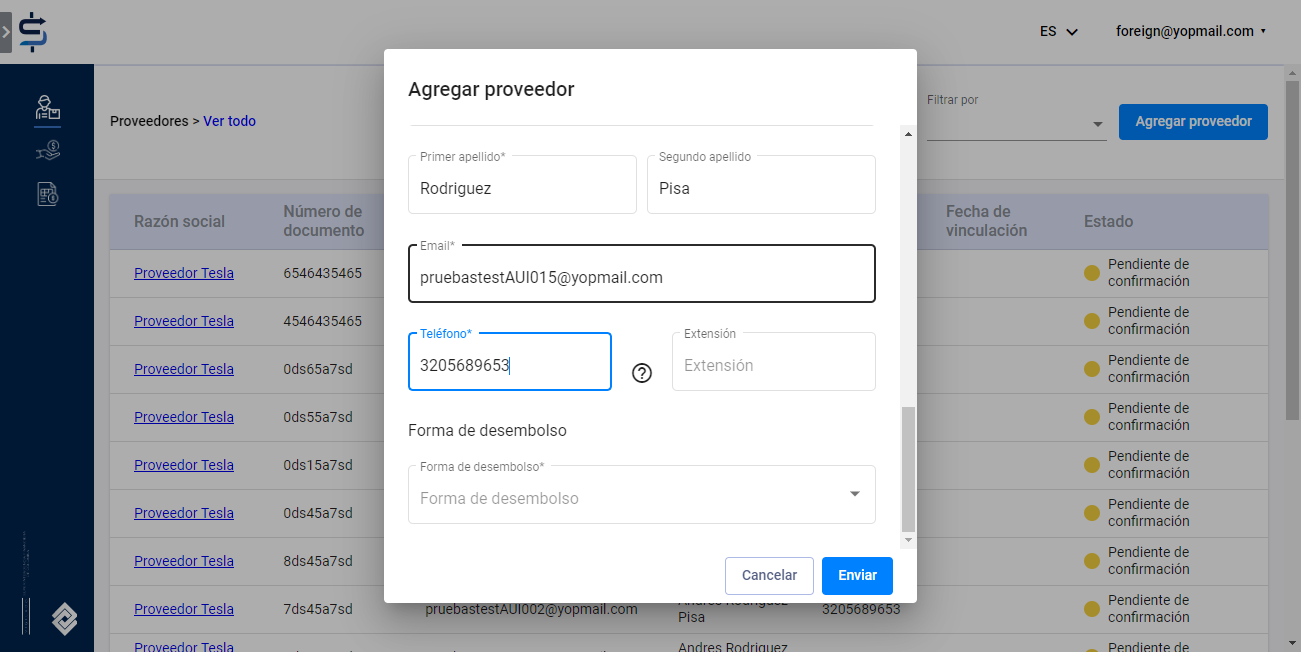 ES
foreign@yopmail.com
Agregar proveedor
Proveedores > Ver todo
Filtrar por
Agregar proveedor
Primer apellido*
Rodriguez
Segundo apellido
Pisa
Email*
pruebastestAUI015@yopmail.com
Teléfono*
3205689653
Extensión
Extensión
Forma de desembolso
Forma de desembolso*
Forma de desembolso
Cancelar
Enviar
Razón social
Número de
documento
Fecha de
vinculación
Estado
Proveedor Tesla
6546435465
Pendiente de
confirmación
Proveedor Tesla
4546435465
Pendiente de
confirmación
Proveedor Tesla
0ds65a7sd
Pendiente de
confirmación
Proveedor Tesla
0ds55a7sd
Pendiente de
confirmación
Proveedor Tesla
0ds15a7sd
Pendiente de
confirmación
Proveedor Tesla
0ds45a7sd
Pendiente de
confirmación
Proveedor Tesla
8ds45a7sd
Pendiente de
confirmación
Proveedor Tesla
7ds45a7sd
pruebastestAUI002@yopmail.com
Andres Rodriguez
Pisa
3205689653
Pendiente de
confirmación
Proveedor Tesla
Andres Rodriguez
Pendiente de